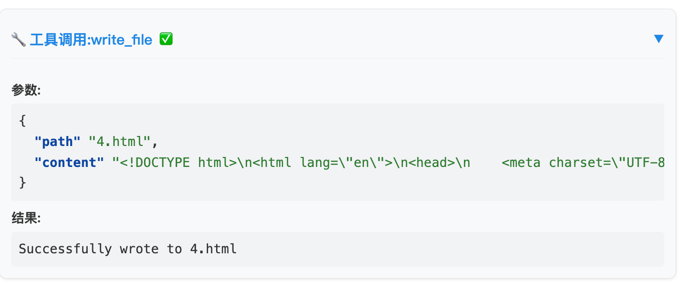 🔧 工具调用:write_file ✅ ▼
参数:
{
  "path" "4.html",
  "content" "<!DOCTYPE html>\n<html lang=\"en\">\n<head>\n    <meta charset=\"UTF-8
}
结果:
Successfully wrote to 4.html